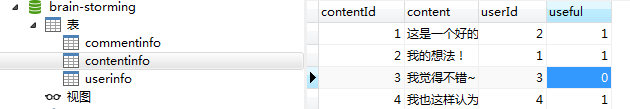 brain-storming
表
commentinfo
contentinfo
userinfo
视图
contentId content userId useful
1 这是一个好的 2 1
2 我的想法！ 1 1
3 我觉得不错~ 3 0
4 我也这样认为 4 1